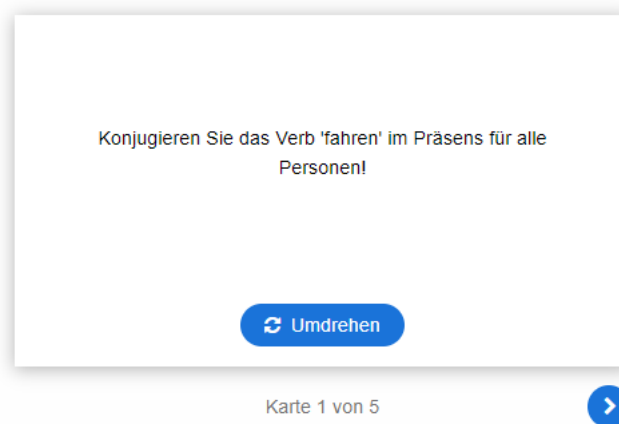 Konjugieren Sie das Verb 'fahren' im Präsens für alle
Personen!
Umdrehen
Karte 1 von 5